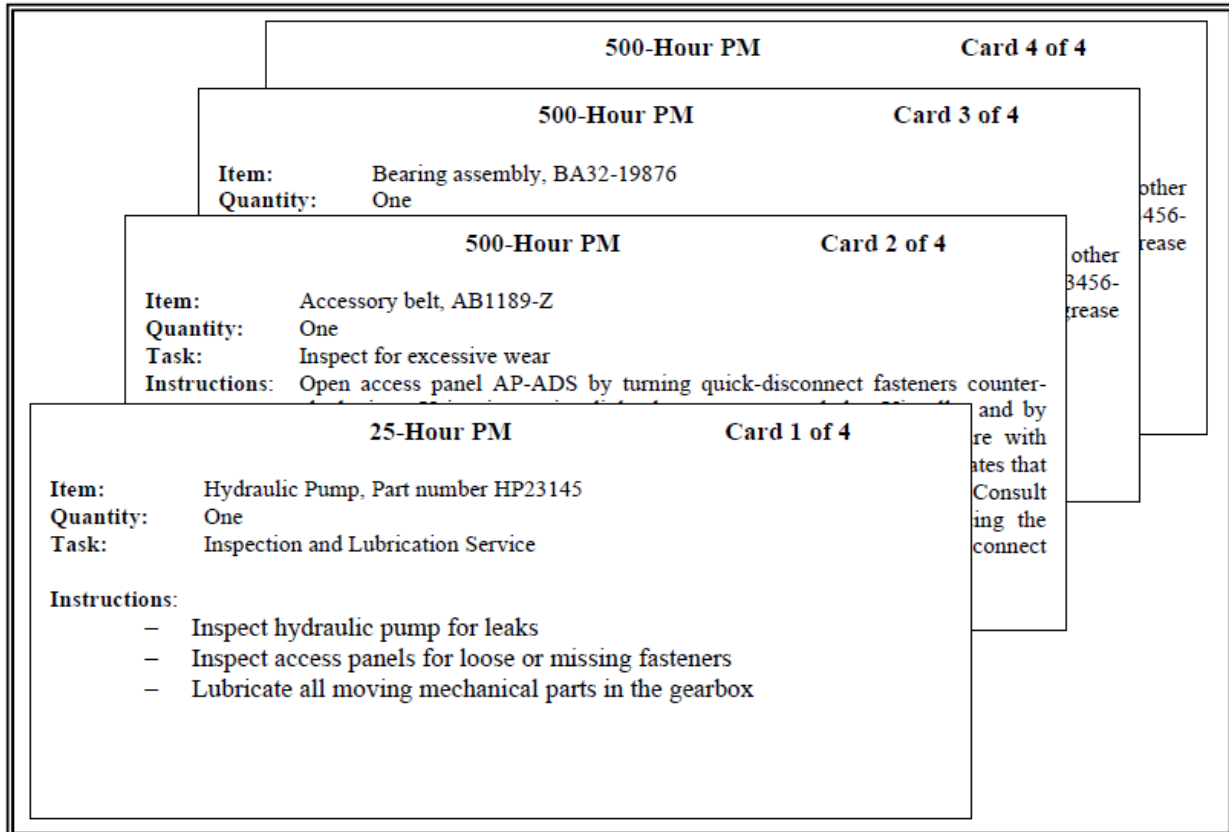 500-Hour PM Card 4 of 4
other
456-
rease
500-Hour PM Card 3 of 4
Item: Bearing assembly, BA32-19876
Quantity: One
other
3456-
grease
500-Hour PM Card 2 of 4
Item: Accessory belt, AB1189-Z
Quantity: One
Task: Inspect for excessive wear
Instructions: Open access panel AP-ADS by turning quick-disconnect fasteners counter-
and by
re with
ates that
Consult
ing the
connect
25-Hour PM Card 1 of 4
Item: Hydraulic Pump, Part number HP23145
Quantity: One
Task: Inspection and Lubrication Service
Instructions:
– Inspect hydraulic pump for leaks
– Inspect access panels for loose or missing fasteners
– Lubricate all moving mechanical parts in the gearbox